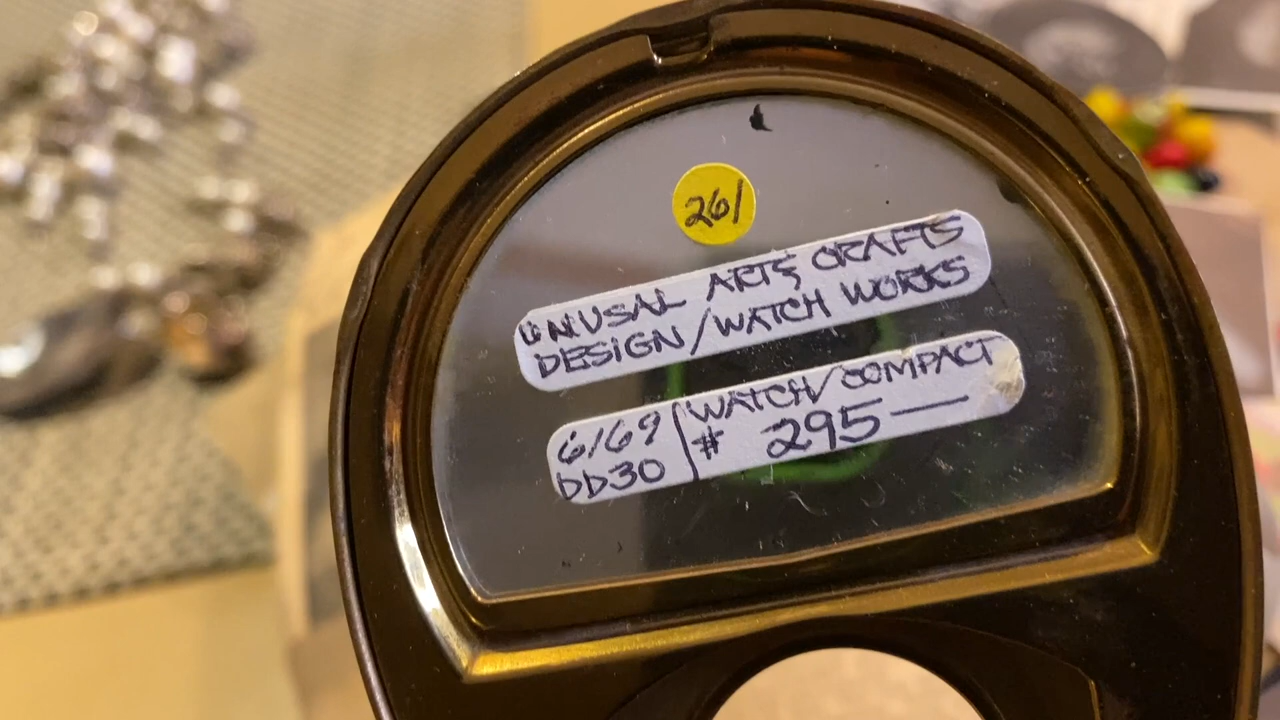 261
UNUSAL ARTS CRAFTS
DESIGN/WATCH WORKS
6/69 | WATCH/COMPACT
DD30 | # 295—